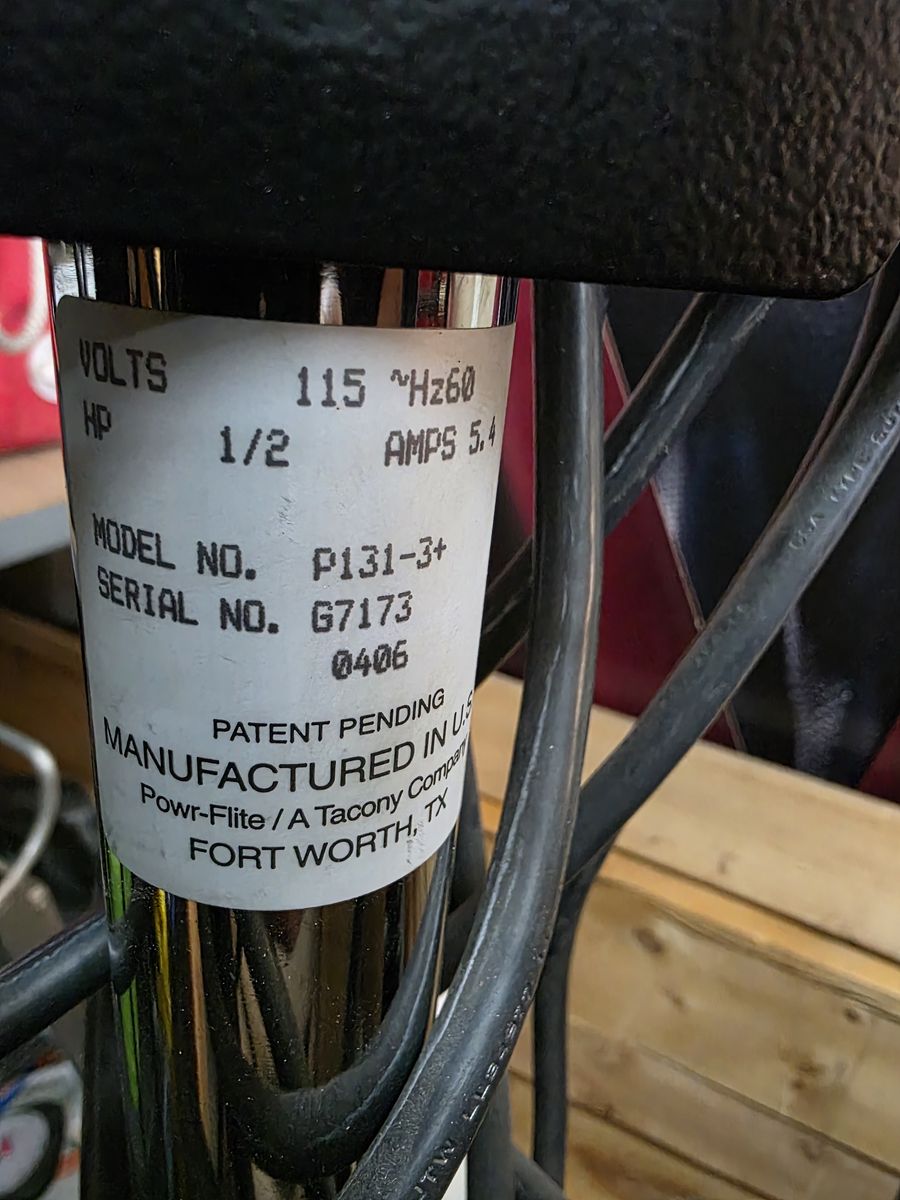 VOLTS 115 ~Hz60
HP 1/2 AMPS 5.4
MODEL NO. P131-3+
SERIAL NO. G7173
0406
PATENT PENDING
MANUFACTURED IN U.S
Powr-Flite / A Tacony Company
FORT WORTH, TX